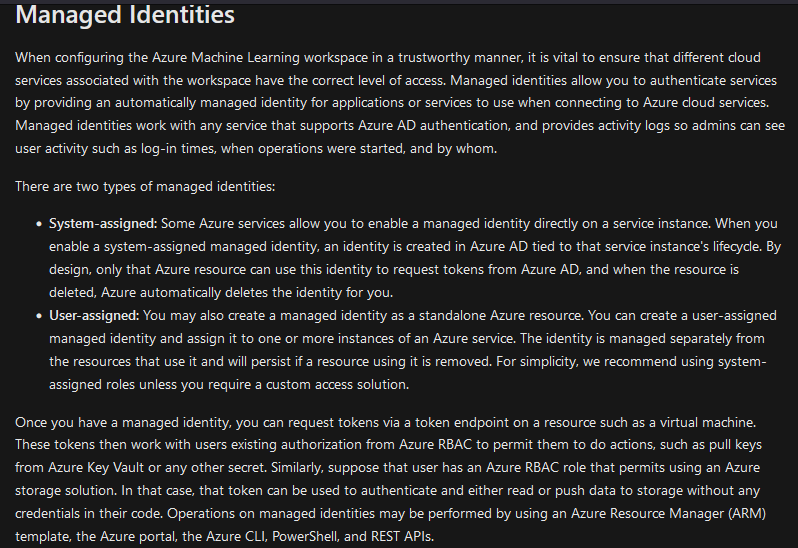 Managed Identities
When configuring the Azure Machine Learning workspace in a trustworthy manner, it is vital to ensure that different cloud
services associated with the workspace have the correct level of access. Managed identities allow you to authenticate services
by providing an automatically managed identity for applications or services to use when connecting to Azure cloud services.
Managed identities work with any service that supports Azure AD authentication, and provides activity logs so admins can see
user activity such as log-in times, when operations were started, and by whom.
There are two types of managed identities:
• System-assigned: Some Azure services allow you to enable a managed identity directly on a service instance. When you
enable a system-assigned managed identity, an identity is created in Azure AD tied to that service instance's lifecycle. By
design, only that Azure resource can use this identity to request tokens from Azure AD, and when the resource is
deleted, Azure automatically deletes the identity for you.
• User-assigned: You may also create a managed identity as a standalone Azure resource. You can create a user-assigned
managed identity and assign it to one or more instances of an Azure service. The identity is managed separately from
the resources that use it and will persist if a resource using it is removed. For simplicity, we recommend using system-
assigned roles unless you require a custom access solution.
Once you have a managed identity, you can request tokens via a token endpoint on a resource such as a virtual machine.
These tokens then work with users existing authorization from Azure RBAC to permit them to do actions, such as pull keys
from Azure Key Vault or any other secret. Similarly, suppose that user has an Azure RBAC role that permits using an Azure
storage solution. In that case, that token can be used to authenticate and either read or push data to storage without any
credentials in their code. Operations on managed identities may be performed by using an Azure Resource Manager (ARM)
template, the Azure portal, the Azure CLI, PowerShell, and REST APIs.